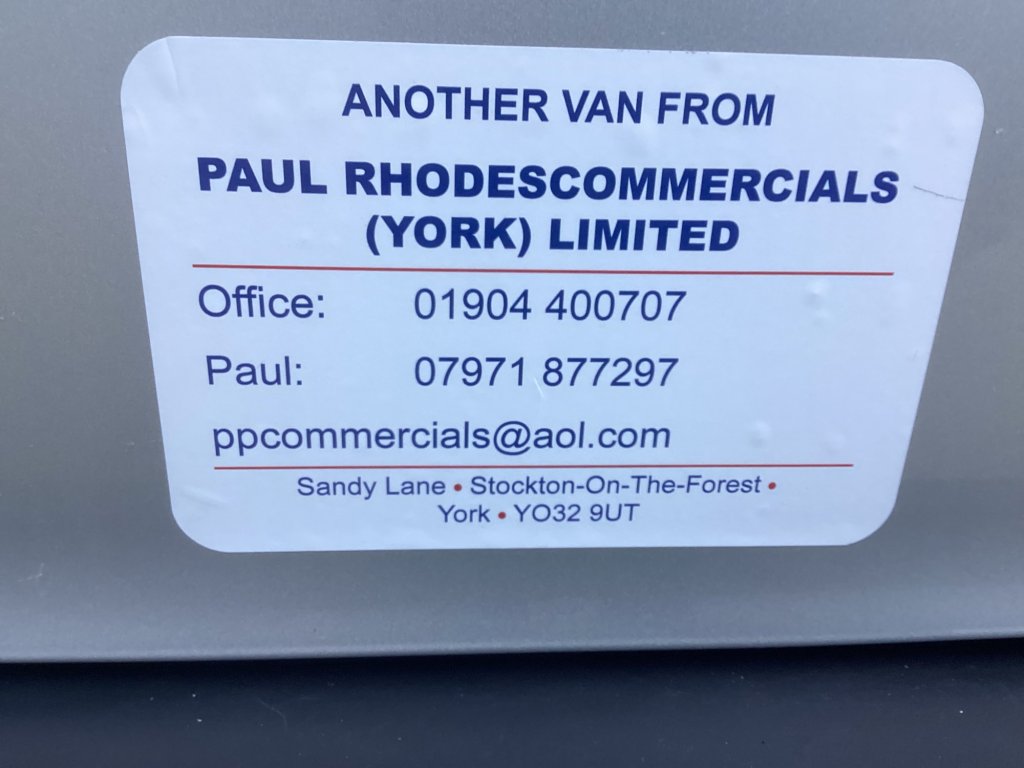 ANOTHER VAN FROM
PAUL RHODESCOMMERCIALS
(YORK) LIMITED
Office: 01904 400707
Paul: 07971 877297
ppcommercials@aol.com
Sandy Lane • Stockton-On-The-Forest •
York • YO32 9UT